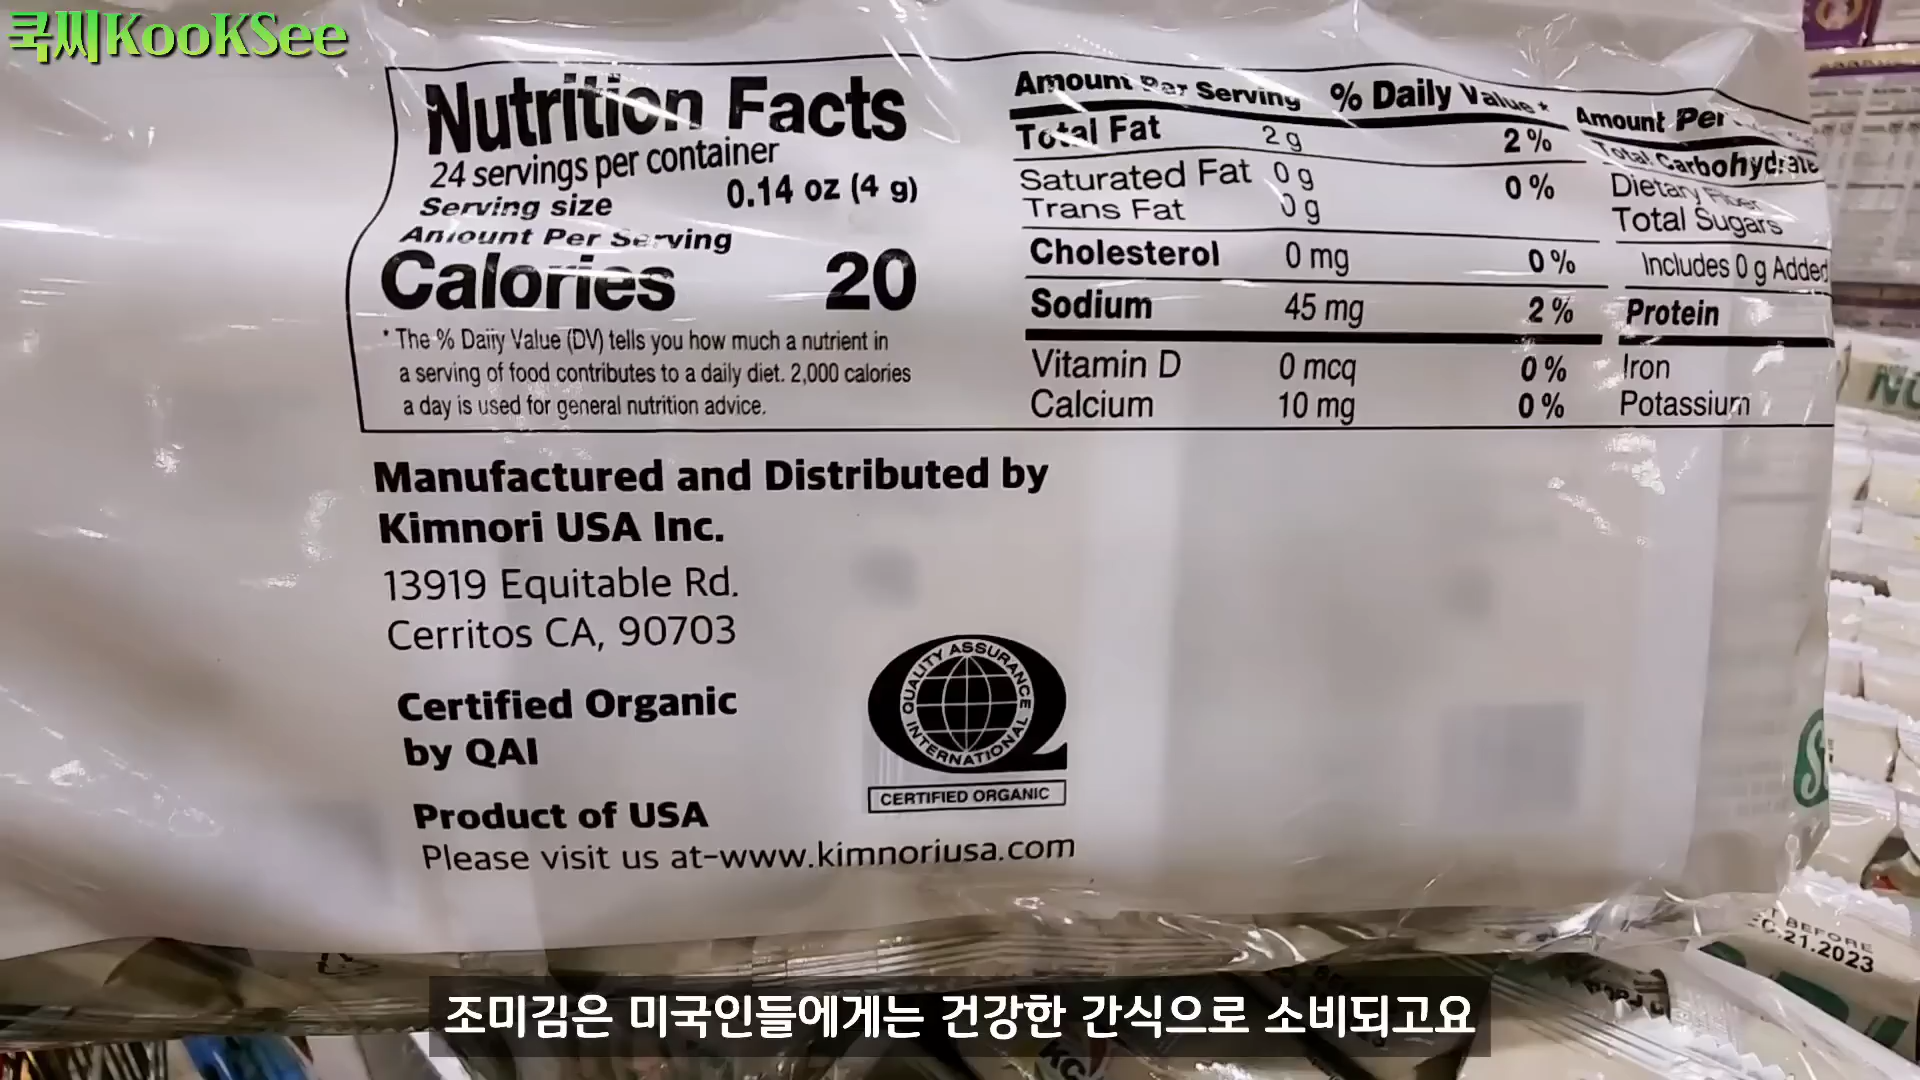 쿡씨KooKSee
Nutrition Facts
24 servings per container
Serving size 0.14 oz (4 g)
Amount Per Serving
Calories 20
* The % Daily Value (DV) tells you how much a nutrient in
a serving of food contributes to a daily diet. 2,000 calories
a day is used for general nutrition advice.
Amount Per Serving % Daily Value*
Total Fat 2 g 2 %
Saturated Fat 0 g 0 %
Trans Fat 0 g
Cholesterol 0 mg 0 %
Sodium 45 mg 2 %
Vitamin D 0 mcg 0 %
Calcium 10 mg 0 %
Amount Per
Total Carbohydrate
Dietary Fiber
Total Sugars
Includes 0 g Added
Protein
Iron
Potassium
Manufactured and Distributed by
Kimnori USA Inc.
13919 Equitable Rd.
Cerritos CA, 90703
Certified Organic
by QAI
QUALITY ASSURANCE
INTERNATIONAL
CERTIFIED ORGANIC
Product of USA
Please visit us at-www.kimnoriusa.com
BEFORE
21.2023
조미김은 미국인들에게는 건강한 간식으로 소비되고요